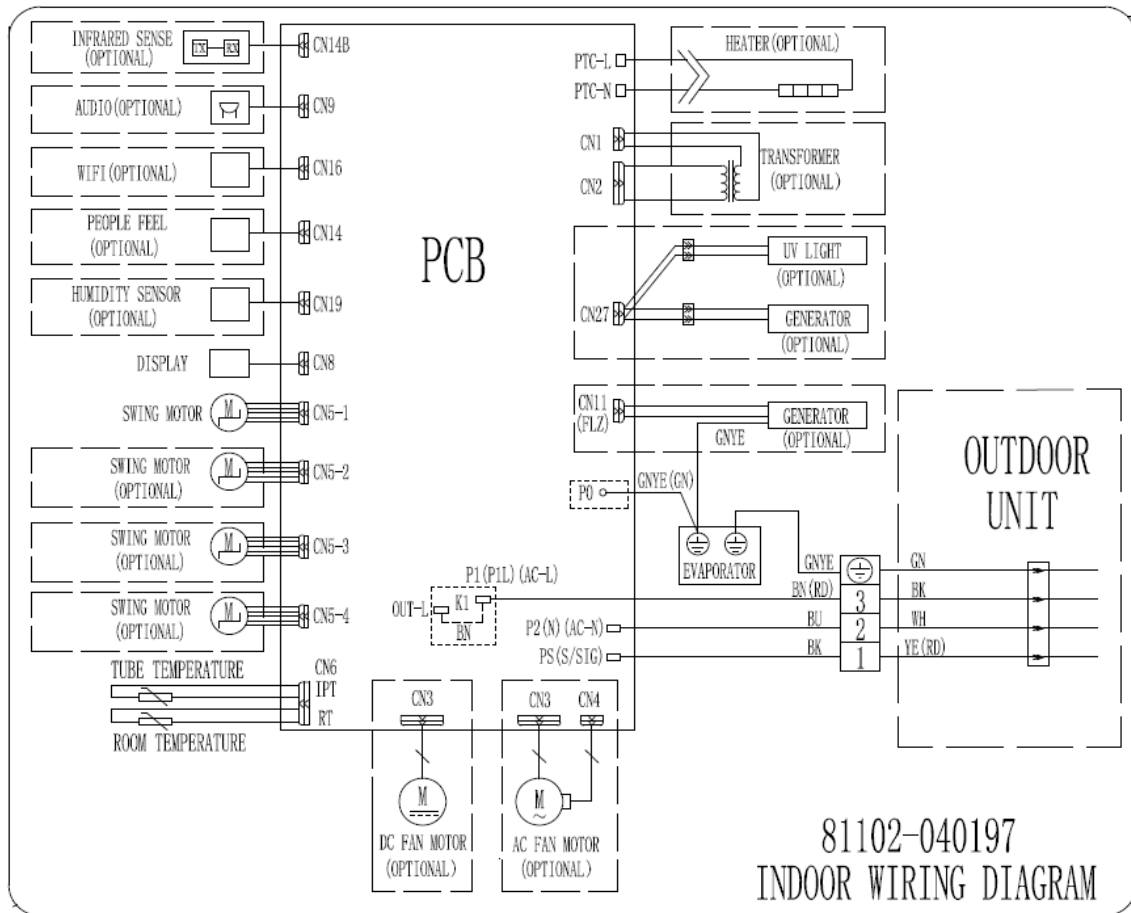 INFRARED SENSE
(OPTIONAL)
TX
RX
CN14B
AUDIO(OPTIONAL)
CN9
WIFI(OPTIONAL)
CN16
PEOPLE FEEL
(OPTIONAL)
CN14
HUMIDITY SENSOR
(OPTIONAL)
CN19
DISPLAY
CN8
SWING MOTOR
M
CN5-1
SWING MOTOR
(OPTIONAL)
M
CN5-2
SWING MOTOR
(OPTIONAL)
M
CN5-3
SWING MOTOR
(OPTIONAL)
M
CN5-4
TUBE TEMPERATURE
CN6
IPT
RT
ROOM TEMPERATURE
PCB
PTC-L
PTC-N
HEATER(OPTIONAL)
CN1
CN2
TRANSFORMER
(OPTIONAL)
CN27
UV LIGHT
(OPTIONAL)
GENERATOR
(OPTIONAL)
CN11
(FLZ)
GENERATOR
(OPTIONAL)
GNYE
P0
GNYE(GN)
EVAPORATOR
P1(P1L)(AC-L)
OUT-L
K1
BN
P2(N)(AC-N)
PS(S/SIG)
GNYE
BN(RD)
BU
BK
3
2
1
GN
BK
WH
YE(RD)
OUTDOOR
UNIT
CN3
M
DC FAN MOTOR
(OPTIONAL)
CN3
CN4
M
~
AC FAN MOTOR
(OPTIONAL)
81102-040197
INDOOR WIRING DIAGRAM